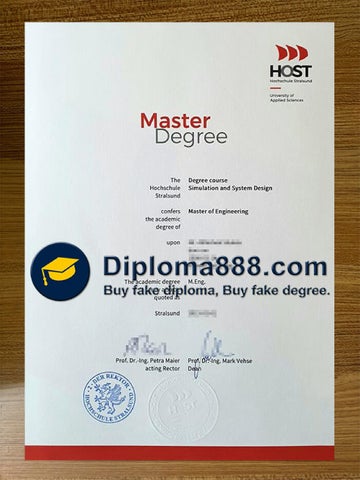 HOST
Hochschule Stralsund
University of
Applied Sciences
Master
Degree
The Degree course
Hochschule Simulation and System Design
Stralsund
confers Master of Engineering
the academic
degree of
upon
Diploma888.com
Buy fake diploma, Buy fake degree.
The academic degree M.Eng.
quoted as
Stralsund
Prof. Dr.-Ing. Petra Maier Prof. Dr.-Ing. Mark Vehse
acting Rector Dean
DER REKTOR
HOCHSCHULE STRALSUND
HOST